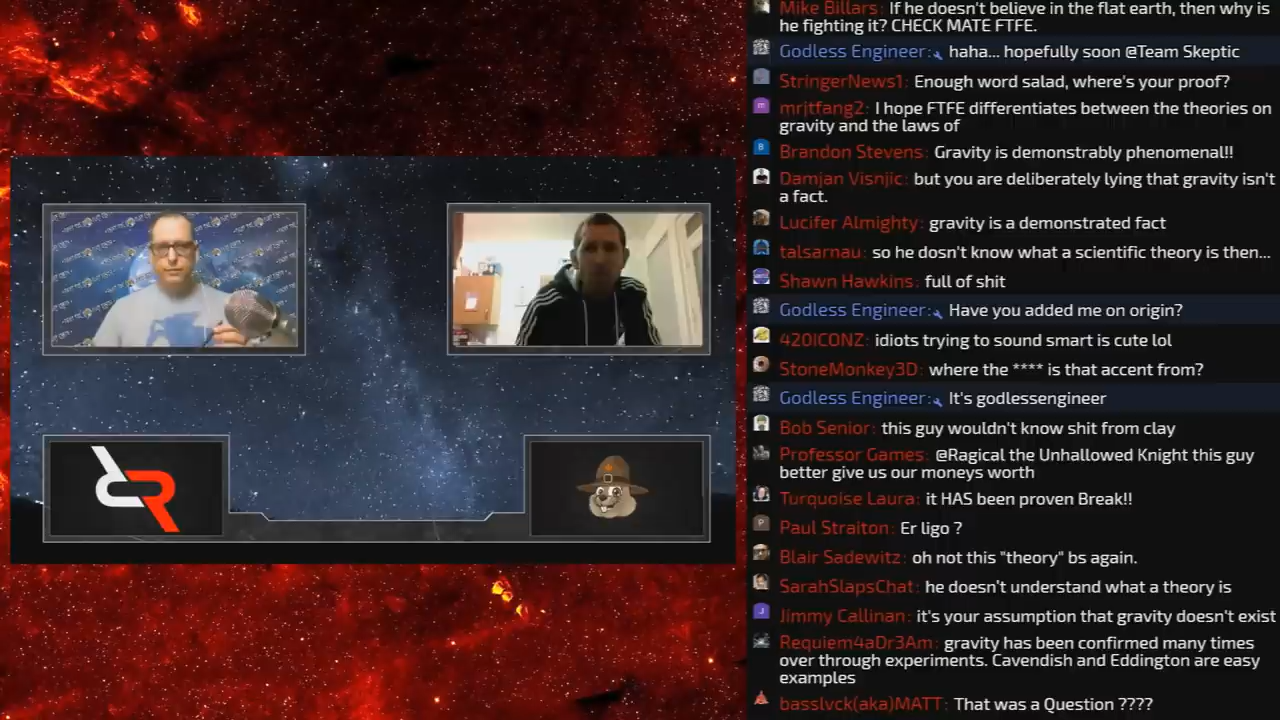 Mike Billars: If he doesn't believe in the flat earth, then why is
he fighting it? CHECK MATE FTFE.
Godless Engineer: haha... hopefully soon @Team Skeptic
StringerNews1: Enough word salad, where's your proof?
mrjtfang2: I hope FTFE differentiates between the theories on
gravity and the laws of
Brandon Stevens: Gravity is demonstrably phenomenal!!
Damjan Visnjic: but you are deliberately lying that gravity isn't
a fact.
Lucifer Almighty: gravity is a demonstrated fact
talsarnau: so he dosn't know what a scientific theory is then...
Shawn Hawkins: full of shit
Godless Engineer: Have you added me on origin?
420ICONZ: idiots trying to sound smart is cute lol
StoneMonkey3D: where the **** is that accent from?
Godless Engineer: It's godlessengineer
Bob Senior: this guy wouldn't know shit from clay
Professor Games: @Ragical the Unhallowed Knight this guy
better give us our moneys worth
Turquoise Laura: it HAS been proven Break!!
Paul Straiton: Er ligo ?
Blair Sadewitz: oh not this "theory" bs again.
SarahSlapsChat: he doesn't understand what a theory is
Jimmy Callinan: it's your assumption that gravity doesn't exist
Requiem4aDr3Am: gravity has been confirmed many times
over through experiments. Cavendish and Eddington are easy
examples
basslvck(aka)MATT: That was a Question ????